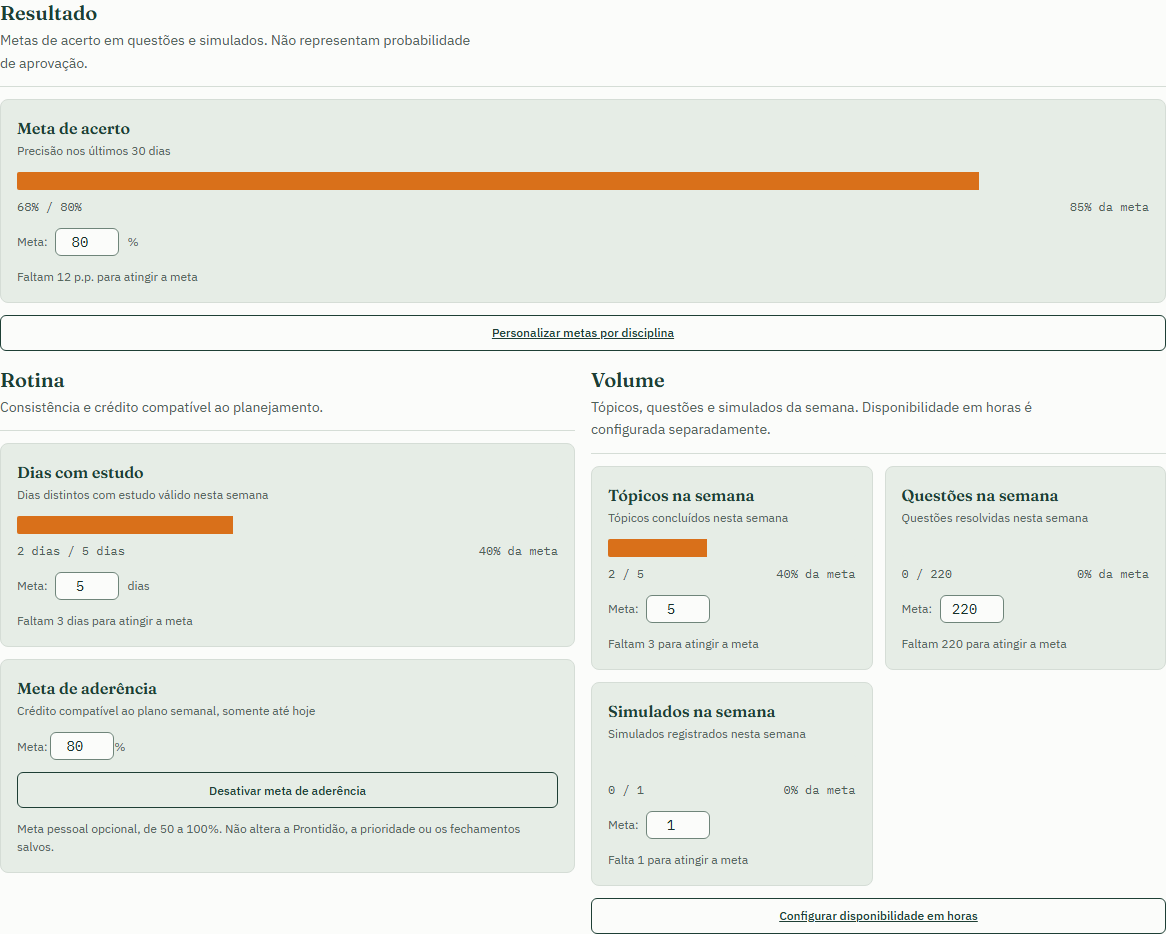 Resultado
Metas de acerto em questões e simulados. Não representam probabilidade
de aprovação.
Meta de acerto
Precisão nos últimos 30 dias
68% / 80%
85% da meta
Meta: 80 %
Faltam 12 p.p. para atingir a meta
Personalizar metas por disciplina
Rotina
Consistência e crédito compatível ao planejamento.
Dias com estudo
Dias distintos com estudo válido nesta semana
2 dias / 5 dias
40% da meta
Meta: 5 dias
Faltam 3 dias para atingir a meta
Meta de aderência
Crédito compatível ao plano semanal, somente até hoje
Meta: 80 %
Desativar meta de aderência
Meta pessoal opcional, de 50 a 100%. Não altera a Prontidão, a prioridade ou os fechamentos
salvos.
Volume
Tópicos, questões e simulados da semana. Disponibilidade em horas é
configurada separadamente.
Tópicos na semana
Tópicos concluídos nesta semana
2 / 5
40% da meta
Meta: 5
Faltam 3 para atingir a meta
Questões na semana
Questões resolvidas nesta semana
0 / 220
0% da meta
Meta: 220
Faltam 220 para atingir a meta
Simulados na semana
Simulados registrados nesta semana
0 / 1
0% da meta
Meta: 1
Falta 1 para atingir a meta
Configurar disponibilidade em horas